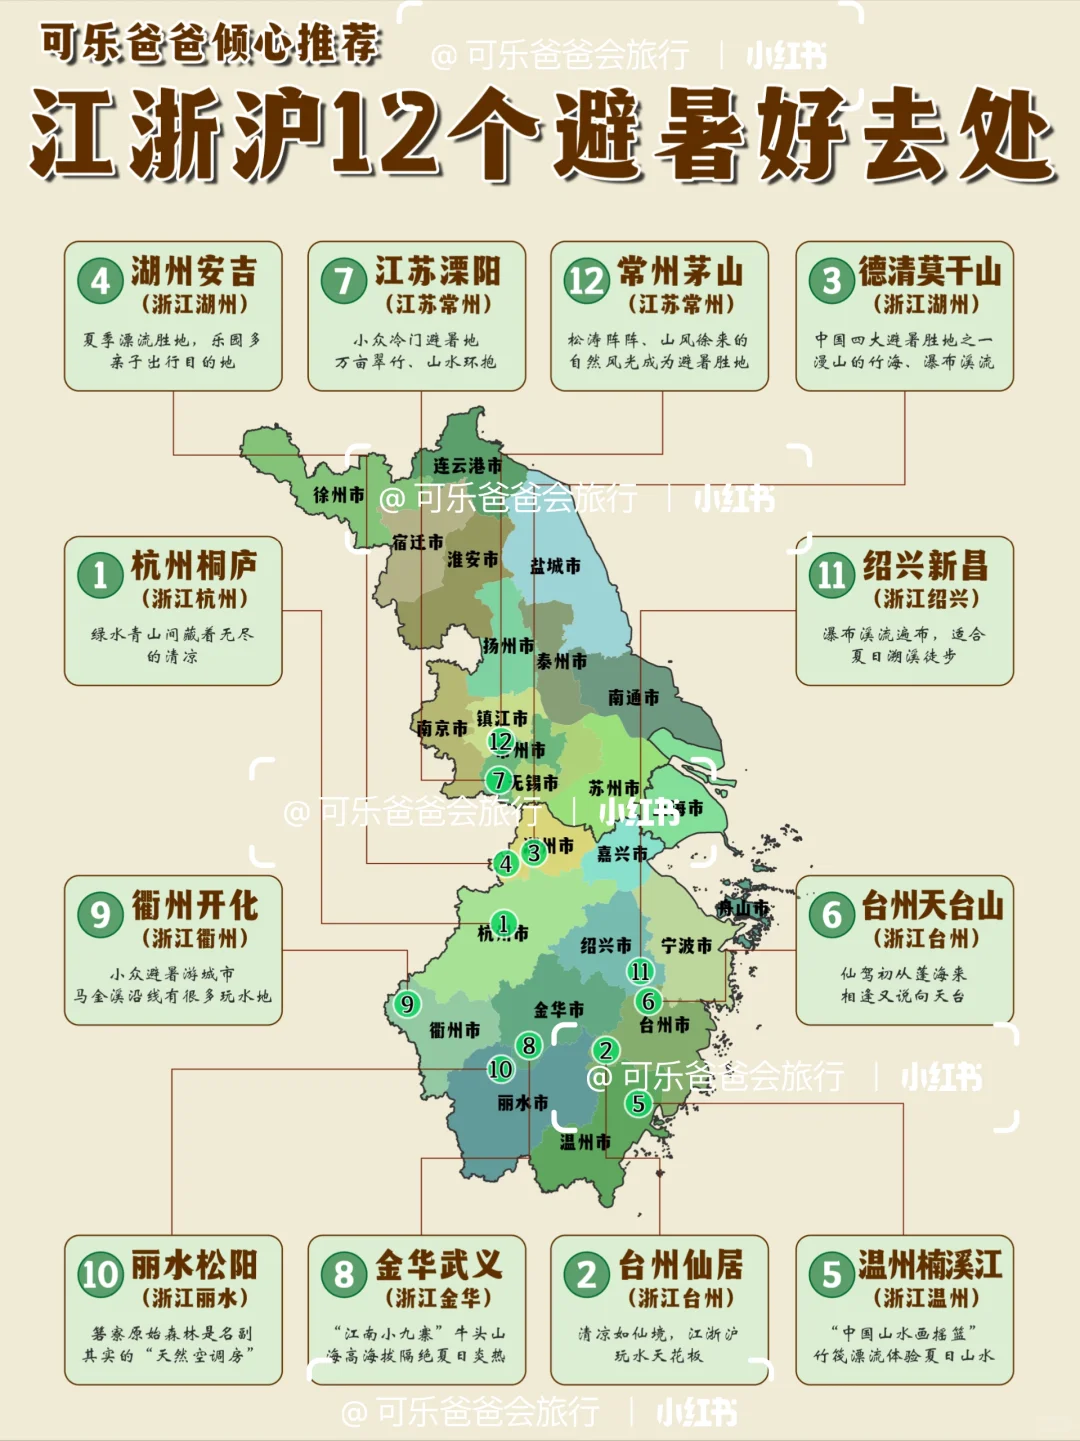 可乐爸爸倾心推荐
@可乐爸爸会旅行 | 小红书
江浙沪12个避暑好去处
4 湖州安吉
(浙江湖州)
夏季漂流胜地，乐园多
亲子出行目的地
7 江苏溧阳
(江苏常州)
小众冷门避暑地
万亩翠竹、山水环抱
12 常州茅山
(江苏常州)
松涛阵阵、山风徐来的
自然风光成为避暑胜地
3 德清莫干山
(浙江湖州)
中国四大避暑胜地之一
漫山的竹海、瀑布溪流
连云港市
徐州市
@可乐爸爸会旅行 | 小红书
宿迁市
淮安市
盐城市
1 杭州桐庐
(浙江杭州)
绿水青山间藏着无尽
的清凉
11 绍兴新昌
(浙江绍兴)
瀑布溪流遍布，适合
夏日溯溪徒步
扬州市
泰州市
南通市
镇江市
南京市
12
州市
7
无锡市
苏州市
@可乐爸爸会旅行 | 小红书
海市
3
州市
嘉兴市
4
9 衢州开化
(浙江衢州)
小众避暑游城市
马金溪沿线有很多玩水地
6 台州天台山
(浙江台州)
仙驾初从蓬海来
相逢又说向天台
舟山市
1
杭州市
绍兴市
宁波市
11
9
6
金华市
台州市
衢州市
8
2
10
@可乐爸爸会旅行 | 小红书
丽水市
5
温州市
10 丽水松阳
(浙江丽水)
箬寮原始森林是名副
其实的“天然空调房”
8 金华武义
(浙江金华)
“江南小九寨”牛头山
海高海拔隔绝夏日炎热
2 台州仙居
(浙江台州)
清凉如仙境，江浙沪
玩水天花板
5 温州楠溪江
(浙江温州)
“中国山水画摇篮”
竹筏漂流体验夏日山水
@可乐爸爸会旅行 | 小红书